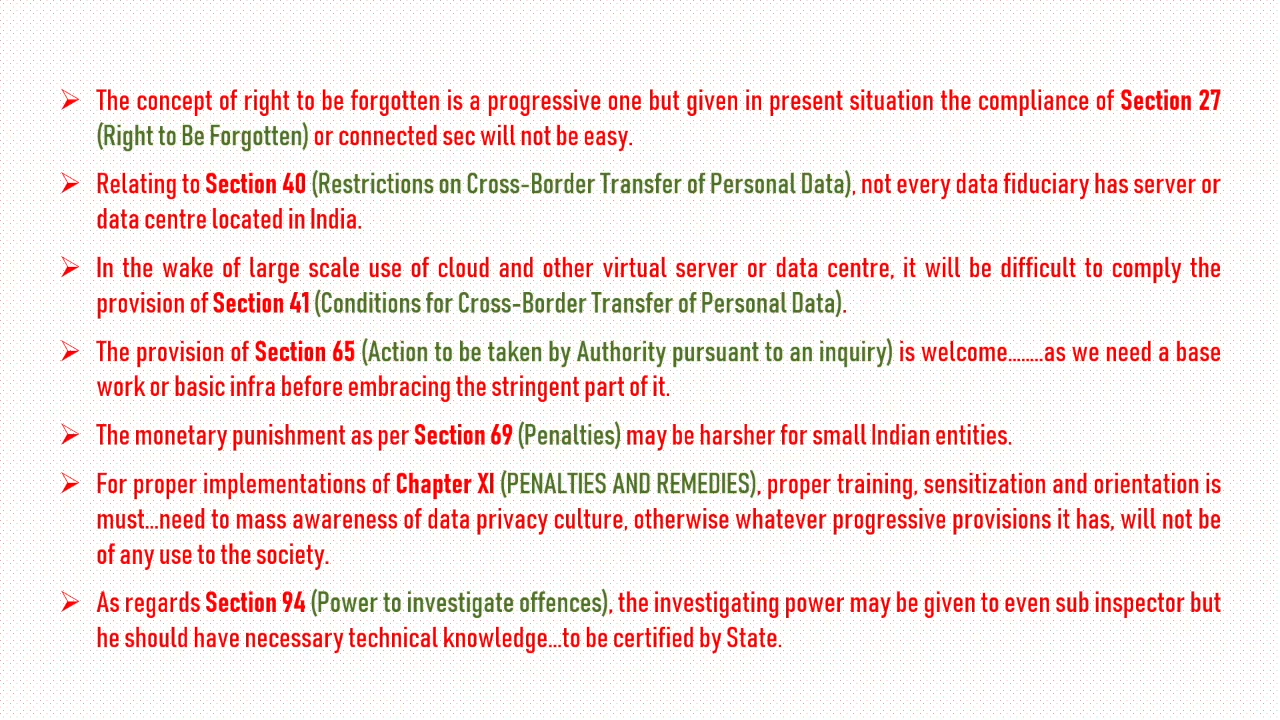 The concept of right to be forgotten is a progressive one but given in present situation the compliance of Section 27
(Right to Be Forgotten) or connected sec will not be easy.
Relating to Section 40 (Restrictions on Cross-Border Transfer of Personal Data), not every data fiduciary has server or
data centre located in India.
In the wake of large scale use of cloud and other virtual server or data centre, it will be difficult to comply the
provision of Section 41 (Conditions for Cross-Border Transfer of Personal Data).
The provision of Section 65 (Action to be taken by Authority pursuant to an inquiry) is welcome........as we need a base
work or basic infra before embracing the stringent part of it.
The monetary punishment as per Section 69 (Penalties) may be harsher for small Indian entities.
For proper implementations of Chapter XI (PENALTIES AND REMEDIES), proper training, sensitization and orientation is
must...need to mass awareness of data privacy culture, otherwise whatever progressive provisions it has, will not be
of any use to the society.
As regards Section 94 (Power to investigate offences), the investigating power may be given to even sub inspector but
he should have necessary technical knowledge...to be certified by State.